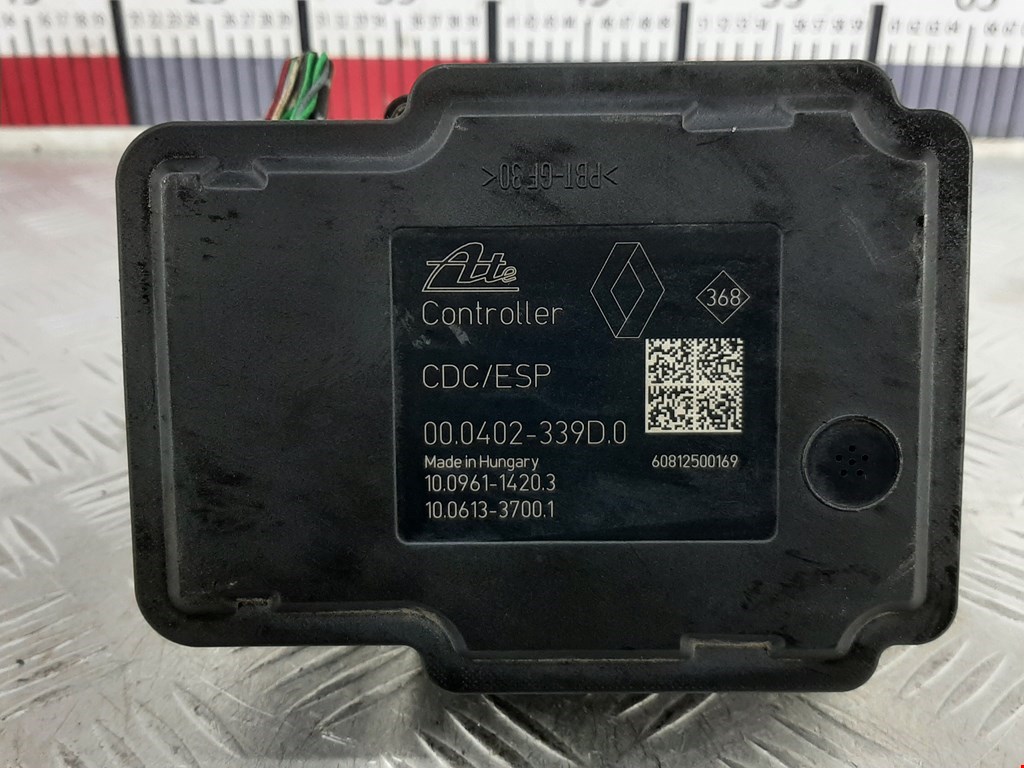 >PBT-GF30<
Ate
Controller
368
CDC/ESP
00.0402-339D.0
Made in Hungary
60812500169
10.0961-1420.3
10.0613-3700.1